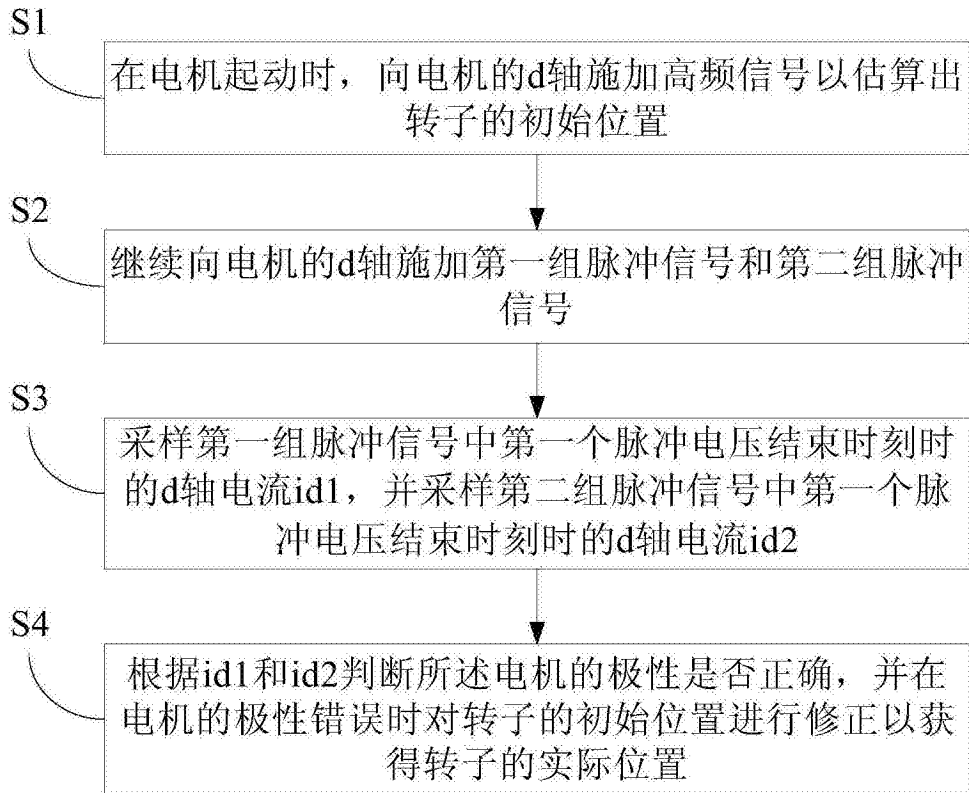 S1
在电机起动时，向电机的d轴施加高频信号以估算出
转子的初始位置
S2
继续向电机的d轴施加第一组脉冲信号和第二组脉冲
信号
S3
采样第一组脉冲信号中第一个脉冲电压结束时刻时
的d轴电流id1，并采样第二组脉冲信号中第一个脉
冲电压结束时刻时的d轴电流id2
S4
根据id1和id2判断所述电机的极性是否正确，并在
电机的极性错误时对转子的初始位置进行修正以获
得转子的实际位置